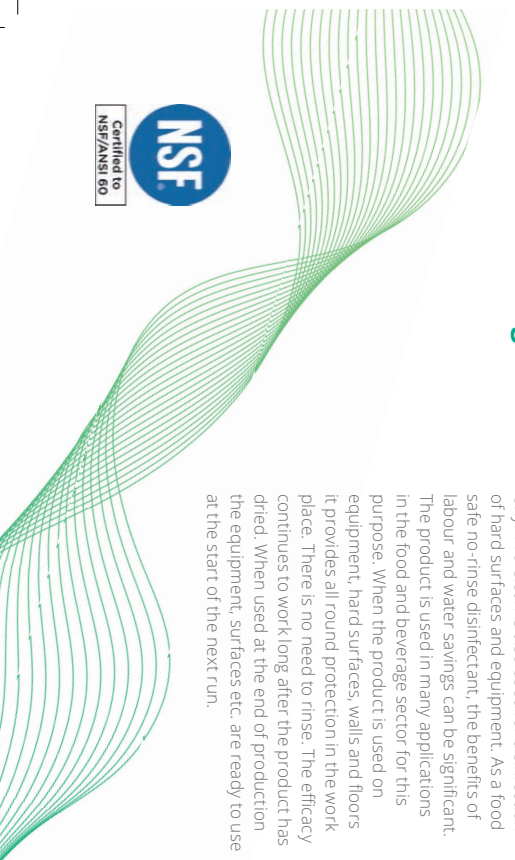 NSF®
Certified to
NSF/ANSI 60
of hard surfaces and equipment. As a food
safe no-rinse disinfectant, the benefits of
labour and water savings can be significant.
The product is used in many applications
in the food and beverage sector for this
purpose. When the product is used on
equipment, hard surfaces, walls and floors
it provides all round protection in the work
place. There is no need to rinse. The efficacy
continues to work long after the product has
dried. When used at the end of production
the equipment, surfaces etc. are ready to use
at the start of the next run.